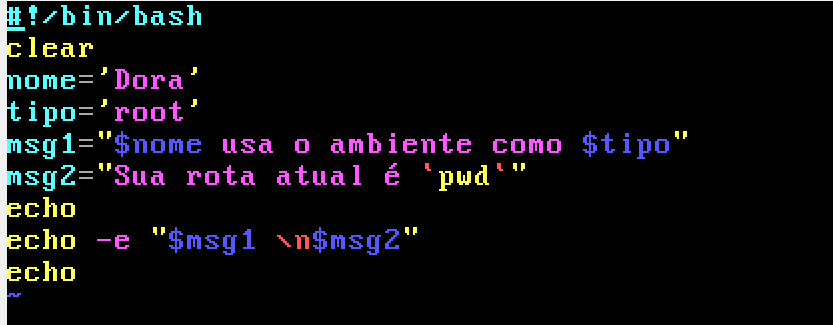 #!/bin/bash
clear
nome='Dora'
tipo='root'
msg1="$nome usa o ambiente como $tipo"
msg2="Sua rota atual é `pwd`"
echo
echo -e "$msg1 \n$msg2"
echo
~